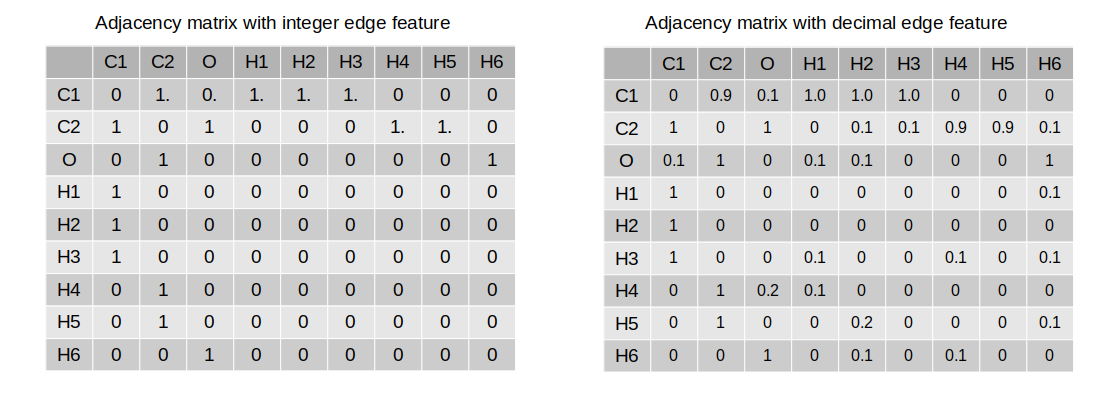 Adjacency matrix with integer edge feature
C1 C2 O H1 H2 H3 H4 H5 H6
C1 0 1. 0. 1. 1. 1. 0 0 0
C2 1 0 1 0 0 0 1. 1. 0
O 0 1 0 0 0 0 0 0 1
H1 1 0 0 0 0 0 0 0 0
H2 1 0 0 0 0 0 0 0 0
H3 1 0 0 0 0 0 0 0 0
H4 0 1 0 0 0 0 0 0 0
H5 0 1 0 0 0 0 0 0 0
H6 0 0 1 0 0 0 0 0 0
Adjacency matrix with decimal edge feature
C1 C2 O H1 H2 H3 H4 H5 H6
C1 0 0.9 0.1 1.0 1.0 1.0 0 0 0
C2 1 0 1 0 0.1 0.1 0.9 0.9 0.1
O 0.1 1 0 0.1 0.1 0 0 0 1
H1 1 0 0 0 0 0 0 0 0.1
H2 1 0 0 0 0 0 0 0 0
H3 1 0 0 0.1 0 0 0.1 0 0.1
H4 0 1 0.2 0.1 0 0 0 0 0
H5 0 1 0 0 0.2 0 0 0 0.1
H6 0 0 1 0 0.1 0 0.1 0 0